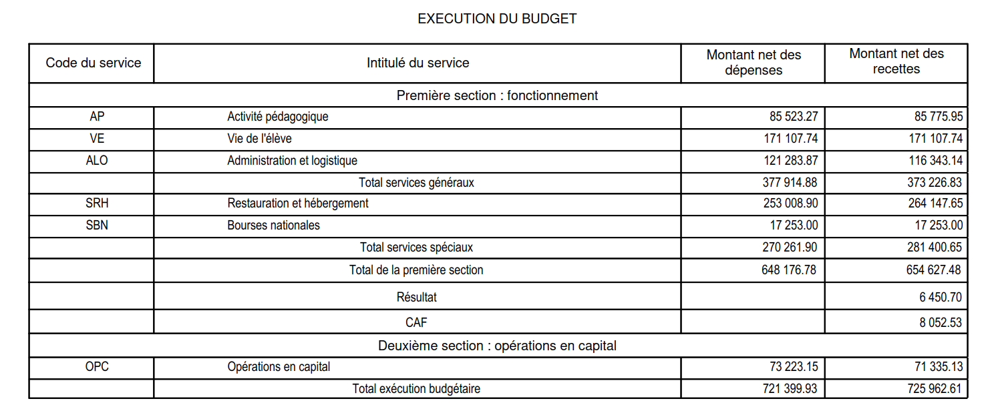 EXECUTION DU BUDGET
Code du service Intitulé du service Montant net des dépenses Montant net des recettes
Première section : fonctionnement
AP Activité pédagogique 85 523.27 85 775.95
VE Vie de l'élève 171 107.74 171 107.74
ALO Administration et logistique 121 283.87 116 343.14
Total services généraux 377 914.88 373 226.83
SRH Restauration et hébergement 253 008.90 264 147.65
SBN Bourses nationales 17 253.00 17 253.00
Total services spéciaux 270 261.90 281 400.65
Total de la première section 648 176.78 654 627.48
Résultat 6 450.70
CAF 8 052.53
Deuxième section : opérations en capital
OPC Opérations en capital 73 223.15 71 335.13
Total exécution budgétaire 721 399.93 725 962.61